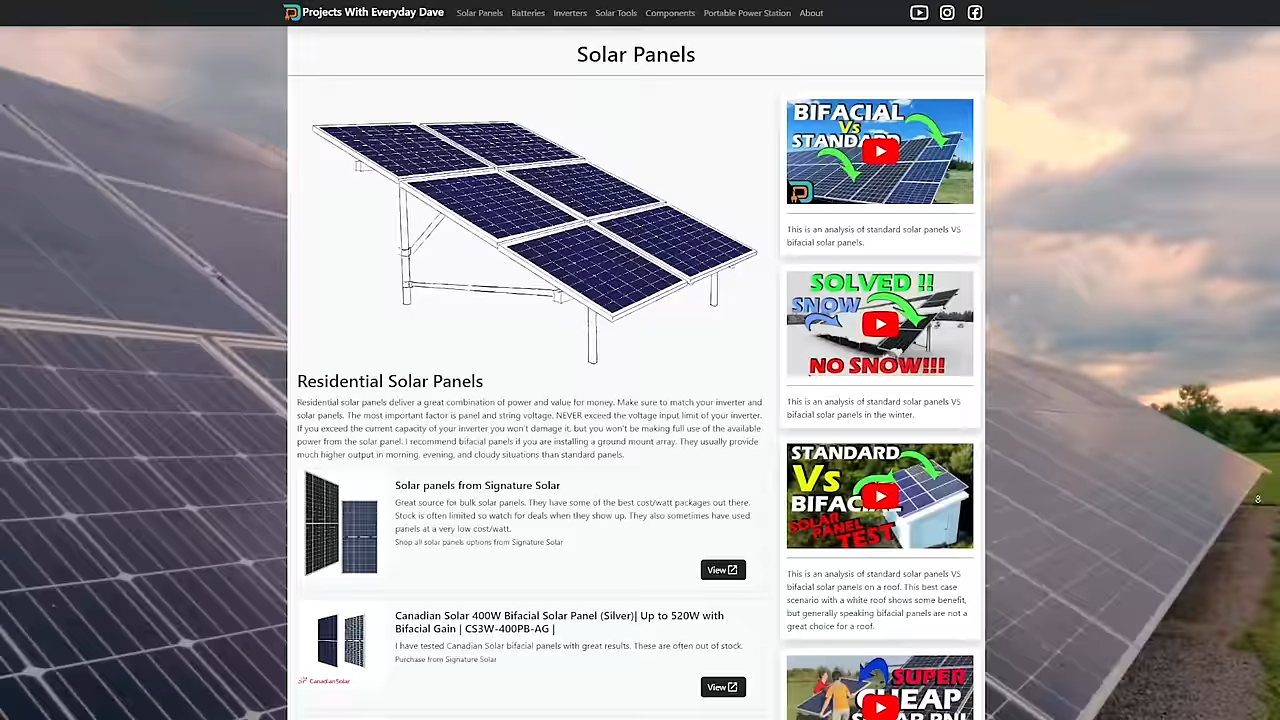 Projects With Everyday Dave
Solar Panels
Batteries
Inverters
Solar Tools
Components
Portable Power Station
About
Solar Panels
Residential Solar Panels
Residential solar panels deliver a great combination of power and value for money. Make sure to match your inverter and
solar panels. The most important factor is panel and string voltage. NEVER exceed the voltage input limit of your inverter.
If you exceed the current capacity of your inverter you won't damage it, but you won't be making full use of the available
power from the solar panel. I recommend bifacial panels if you are installing a ground mount array. They usually provide
much higher output in morning, evening, and cloudy situations than standard panels.
Solar panels from Signature Solar
Great source for bulk solar panels. They have some of the best cost/watt packages out there.
Stock is often limited so watch for deals when they show up. They also sometimes have used
panels at a very low cost/watt.
Shop all solar panels options from Signature Solar
View
Canadian Solar 400W Bifacial Solar Panel (Silver)| Up to 520W with
Bifacial Gain | CS3W-400PB-AG |
I have tested Canadian Solar bifacial panels with great results. These are often out of stock.
Purchase from Signature Solar
CanadianSolar
View
BIFACIAL
Vs
STANDARD
This is an analysis of standard solar panels VS
bifacial solar panels.
SOLVED !!
SNOW
NO SNOW!!!
This is an analysis of standard solar panels VS
bifacial solar panels in the winter.
STANDARD
Vs
BIFACIAL
SOLAR
PANEL
TEST
This is an analysis of standard solar panels VS
bifacial solar panels on a roof. This best case
scenario with a white roof shows some benefit,
but generally speaking bifacial panels are not a
great choice for a roof.
SUPER
CHEAP
SOLAR PNL
8